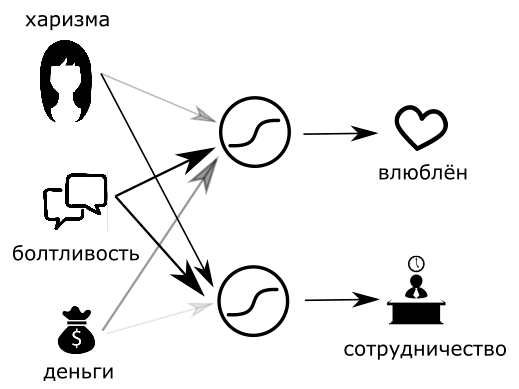 харизма
влюблён
болтливость
$
сотрудничество
деньги